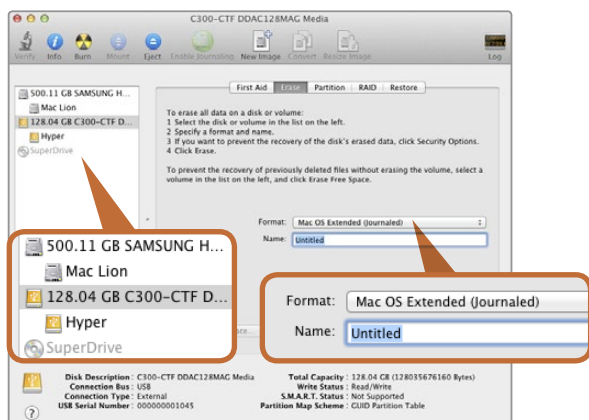 C300-CTF DDAC128MAG Media
Verify Info Burn Mount Eject Enable Journaling New Image Convert Resize Image Log
500.11 GB SAMSUNG H...
Mac Lion
128.04 GB C300-CTF D...
Hyper
SuperDrive
First Aid Erase Partition RAID Restore
To erase all data on a disk or volume:
1 Select the disk or volume in the list on the left.
2 Specify a format and name.
3 If you want to prevent the recovery of the disk's erased data, click Security Options.
4 Click Erase.
To prevent the recovery of previously deleted files without erasing the volume, select a
volume in the list on the left, and click Erase Free Space.
Format: Mac OS Extended (Journaled)
Name: Untitled
500.11 GB SAMSUNG H...
Mac Lion
128.04 GB C300-CTF D...
Hyper
SuperDrive
Format: Mac OS Extended (Journaled)
Name: Untitled
Disk Description : C300-CTF DDAC128MAG Media
Connection Bus : USB
Connection Type : External
USB Serial Number : 000000001045
Total Capacity : 128.04 GB (128035676160 Bytes)
Write Status : Read/Write
S.M.A.R.T. Status : Not Supported
Partition Map Scheme : GUID Partition Table
?